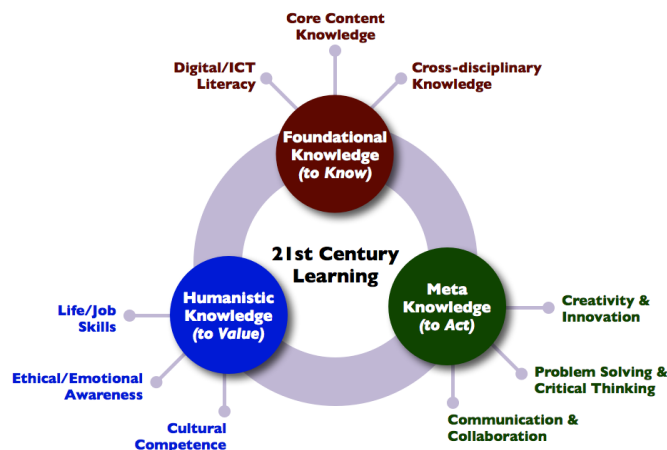 Core Content
Knowledge
Digital/ICT
Literacy
Cross-disciplinary
Knowledge
Foundational
Knowledge
(to Know)
21st Century
Learning
Humanistic
Knowledge
(to Value)
Meta
Knowledge
(to Act)
Life/Job
Skills
Ethical/Emotional
Awareness
Cultural
Competence
Creativity &
Innovation
Problem Solving &
Critical Thinking
Communication &
Collaboration